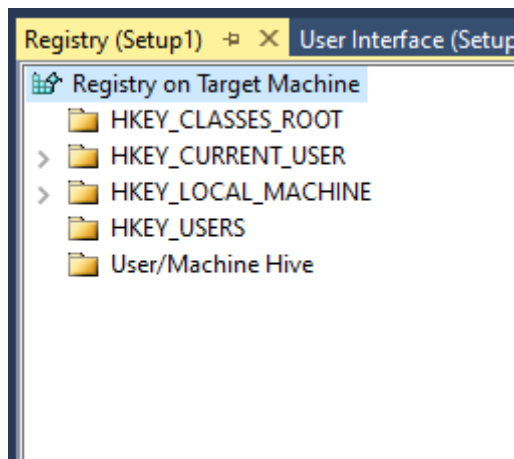 Registry (Setup1) User Interface (Setup
Registry on Target Machine
HKEY_CLASSES_ROOT
HKEY_CURRENT_USER
HKEY_LOCAL_MACHINE
HKEY_USERS
User/Machine Hive